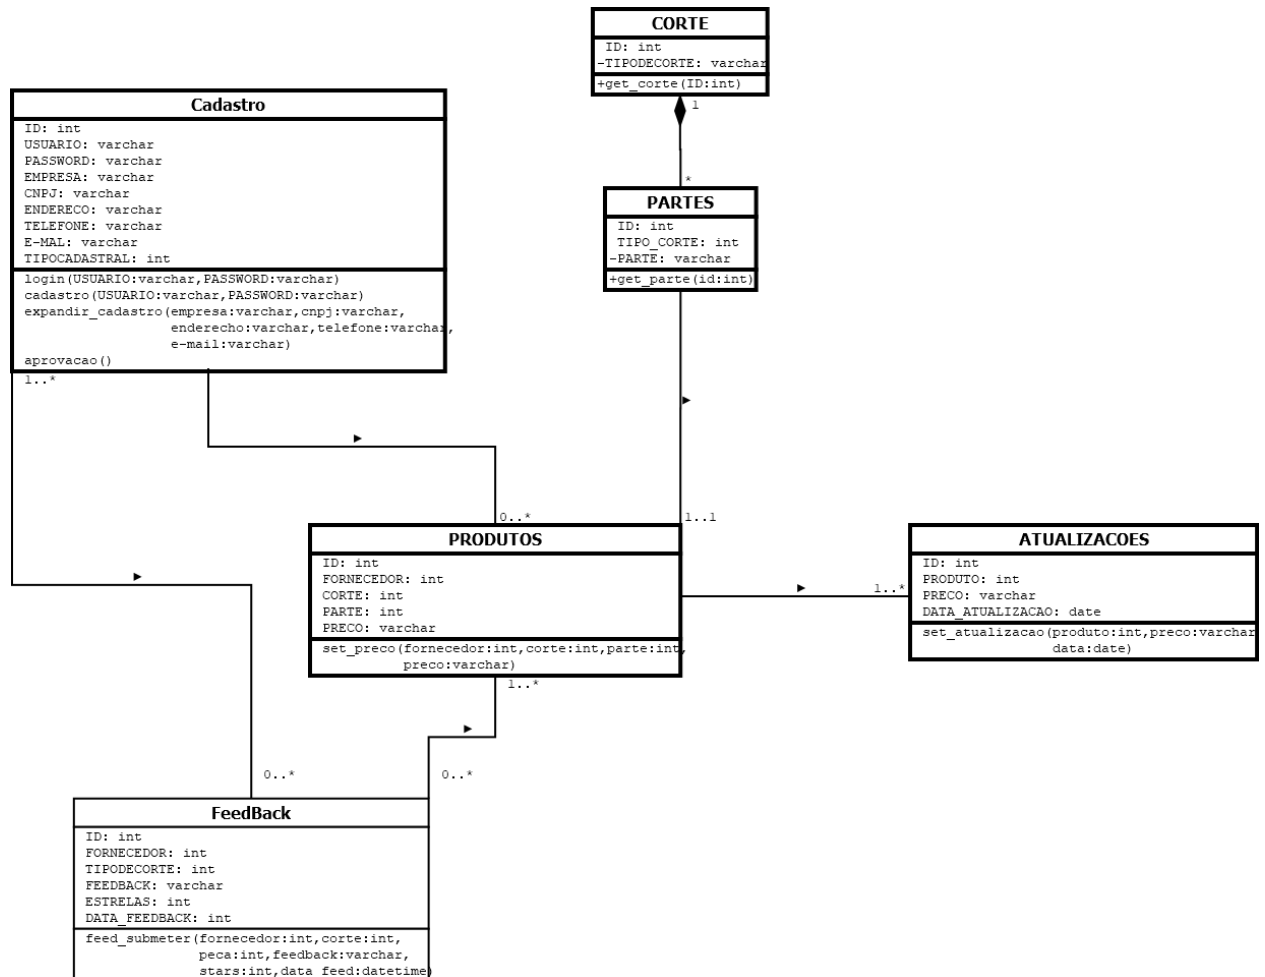 CORTE
ID: int
-TIPODECORTE: varchar
+get_corte(ID:int)
1
*
Cadastro
ID: int
USUARIO: varchar
PASSWORD: varchar
EMPRESA: varchar
CNPJ: varchar
ENDERECO: varchar
TELEFONE: varchar
E-MAL: varchar
TIPOCADASTRAL: int
login(USUARIO:varchar,PASSWORD:varchar)
cadastro(USUARIO:varchar,PASSWORD:varchar)
expandir_cadastro(empresa:varchar,cnpj:varchar,
enderecho:varchar,telefone:varchar,
e-mail:varchar)
aprovacao()
1..*
PARTES
ID: int
TIPO_CORTE: int
-PARTE: varchar
+get_parte(id:int)
0..*
1..1
PRODUTOS
ID: int
FORNECEDOR: int
CORTE: int
PARTE: int
PRECO: varchar
set_preco(fornecedor:int,corte:int,parte:int,
preco:varchar)
1..*
1..*
ATUALIZACOES
ID: int
PRODUTO: int
PRECO: varchar
DATA_ATUALIZACAO: date
set_atualizacao(produto:int,preco:varchar
data:date)
0..*
0..*
FeedBack
ID: int
FORNECEDOR: int
TIPODECORTE: int
FEEDBACK: varchar
ESTRELAS: int
DATA_FEEDBACK: int
feed_submeter(fornecedor:int,corte:int,
peca:int,feedback:varchar,
stars:int,data_feed:datetime)